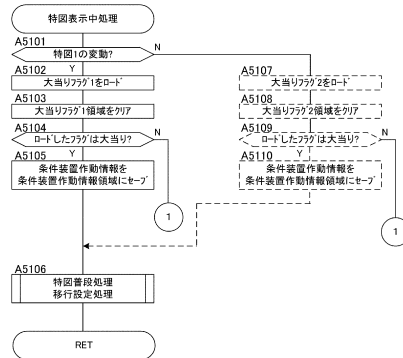 特図表示中処理
A5101
特図1の変動?
N
Y
A5102
大当りフラグ1をロード
A5103
大当りフラグ1領域をクリア
A5104
ロードしたフラグは大当り?
N
Y
A5105
条件装置作動情報を
条件装置作動情報領域にセーブ
1
A5107
大当りフラグ2をロード
A5108
大当りフラグ2領域をクリア
A5109
ロードしたフラグは大当り?
N
Y
A5110
条件装置作動情報を
条件装置作動情報領域にセーブ
1
A5106
特図普段処理
移行設定処理
RET